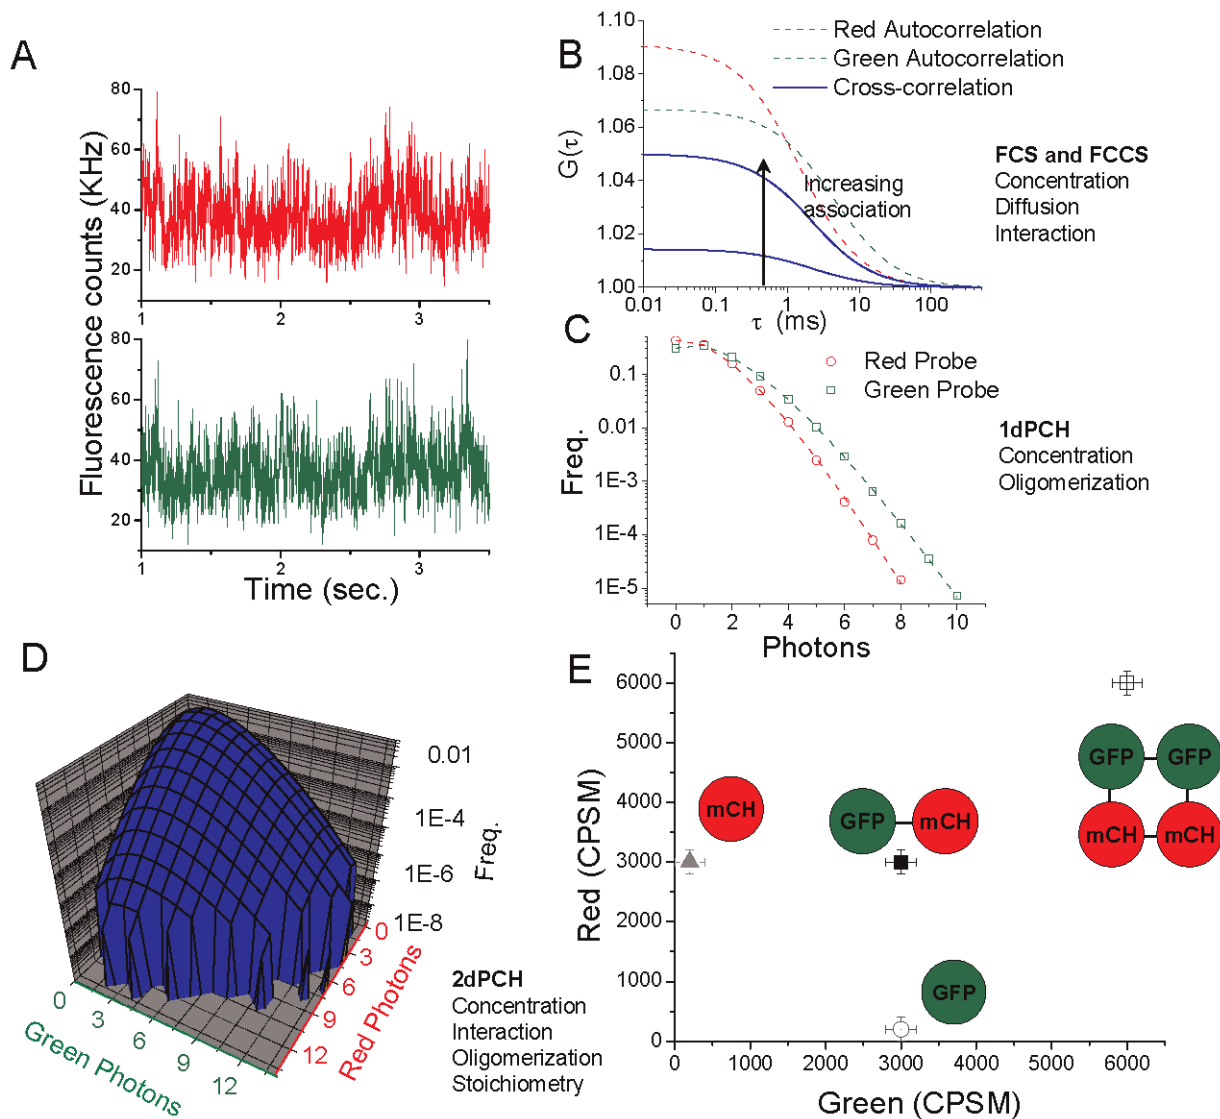 A
Fluorescence counts (KHz)
80
60
40
20
1
2
3
80
60
40
20
1
2
3
Time (sec.)
B
1.10
1.08
1.06
1.04
1.02
1.00
G(τ)
Red Autocorrelation
Green Autocorrelation
Cross-correlation
Increasing
association
0.01
0.1
1
10
100
τ (ms)
FCS and FCCS
Concentration
Diffusion
Interaction
C
Freq.
0.1
0.01
1E-3
1E-4
1E-5
Red Probe
Green Probe
0
2
4
6
8
10
Photons
1dPCH
Concentration
Oligomerization
D
0.01
1E-4
1E-6
1E-8
Freq.
0
3
6
9
12
Red Photons
0
3
6
9
12
Green Photons
2dPCH
Concentration
Interaction
Oligomerization
Stoichiometry
E
Red (CPSM)
6000
5000
4000
3000
2000
1000
0
mCH
GFP
mCH
GFP
GFP
mCH
mCH
GFP
0
1000
2000
3000
4000
5000
6000
Green (CPSM)